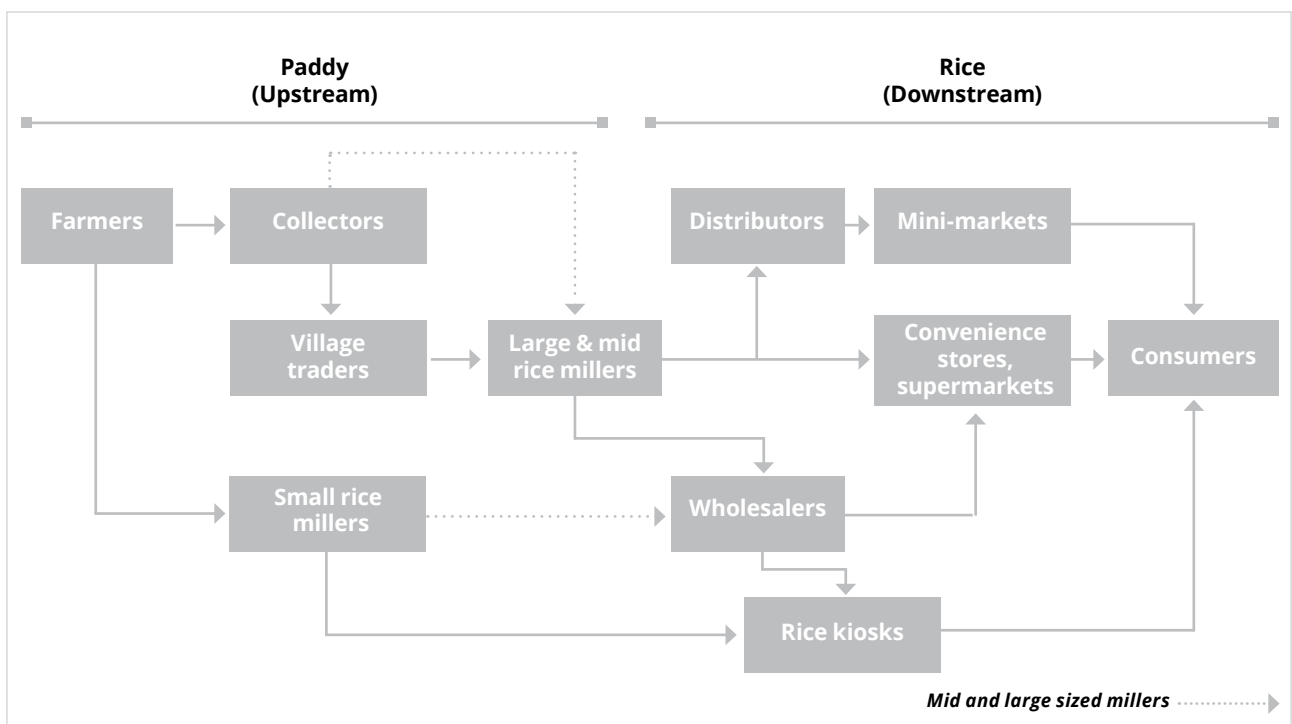 Paddy
(Upstream)
Rice
(Downstream)
Farmers
Collectors
Distributors
Mini-markets
Village
traders
Large & mid
rice millers
Convenience
stores,
supermarkets
Consumers
Small rice
millers
Wholesalers
Rice kiosks
Mid and large sized millers